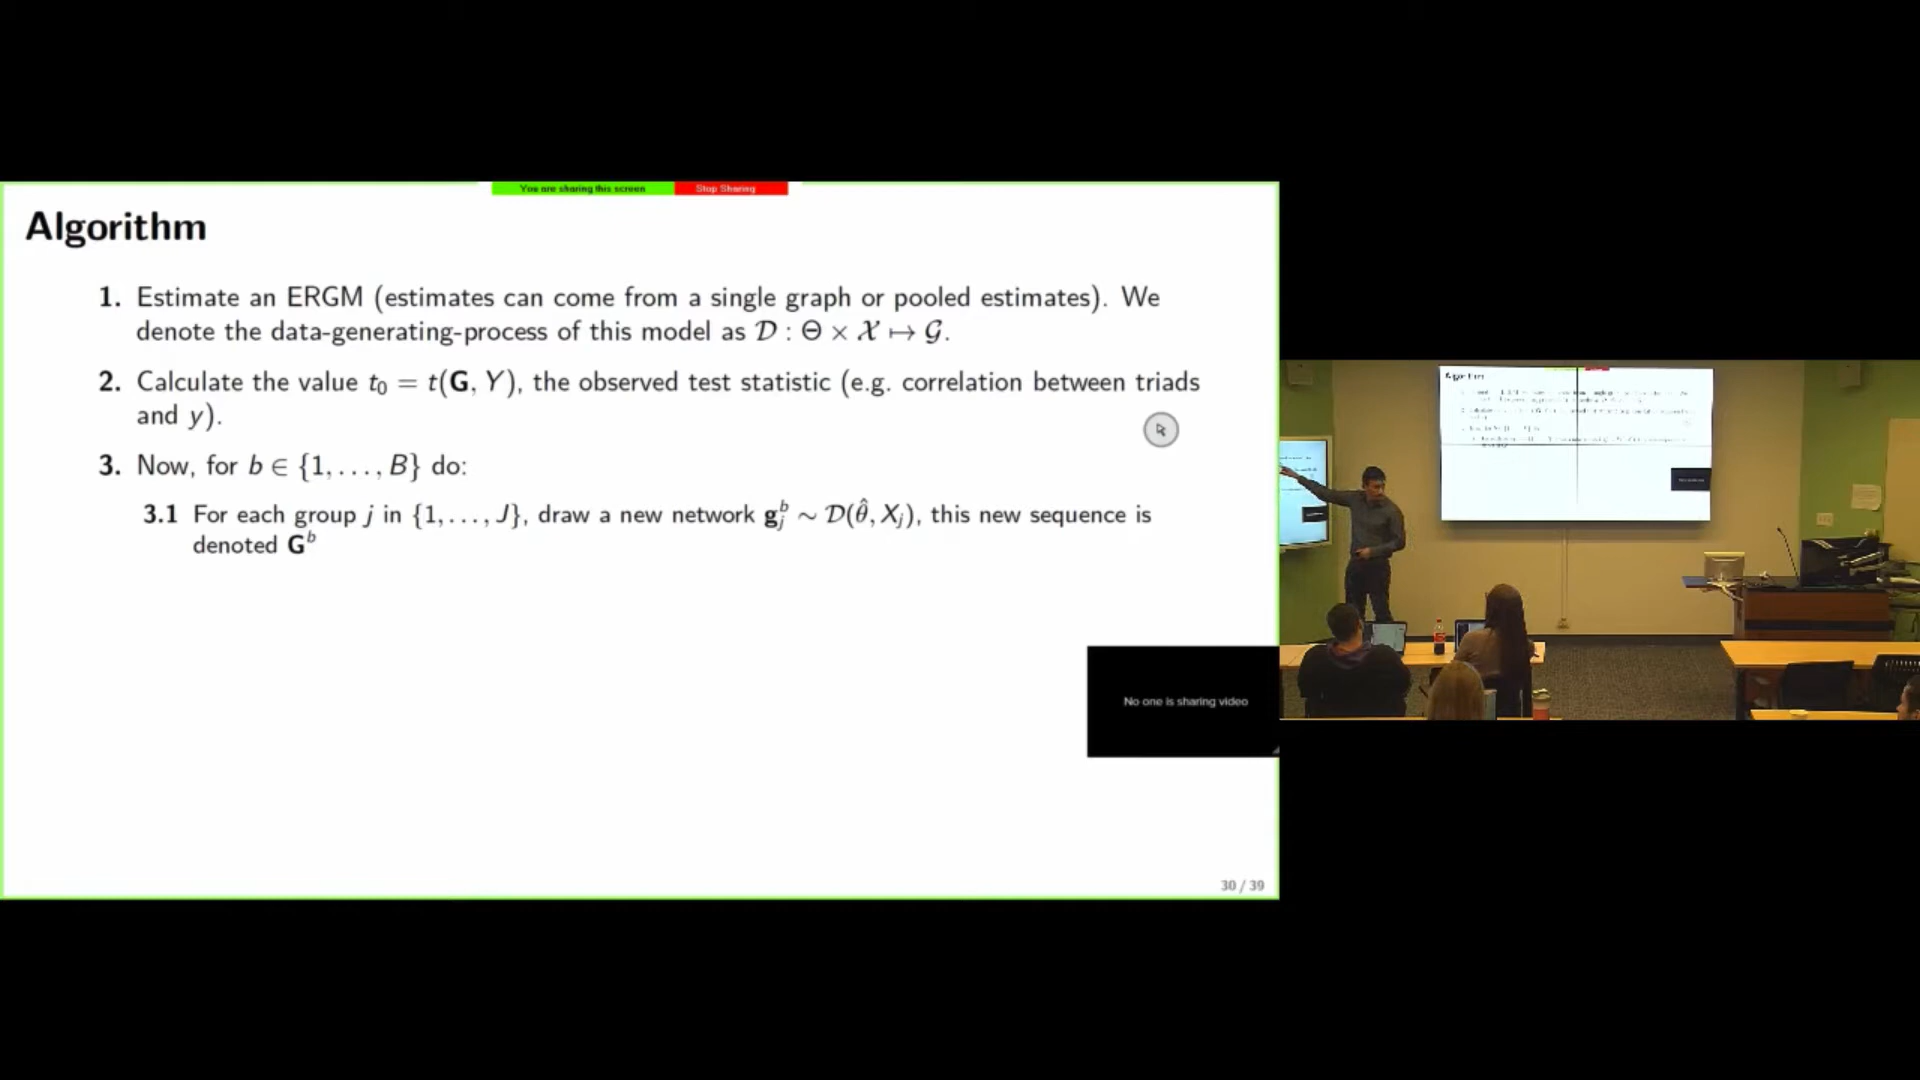 You are sharing this screen Stop Sharing
Algorithm
1. Estimate an ERGM (estimates can come from a single graph or pooled estimates). We
denote the data-generating-process of this model as 𝒟 : Θ × 𝒳 ↦ 𝒢.
2. Calculate the value t₀ = t(G, Y), the observed test statistic (e.g. correlation between triads
and y).
3. Now, for b ∈ {1, . . . , B} do:
3.1 For each group j in {1, . . . , J}, draw a new network g_j^b ∼ 𝒟(θ̂, X_j), this new sequence is
denoted G^b
No one is sharing video
30 / 39
Algorithm